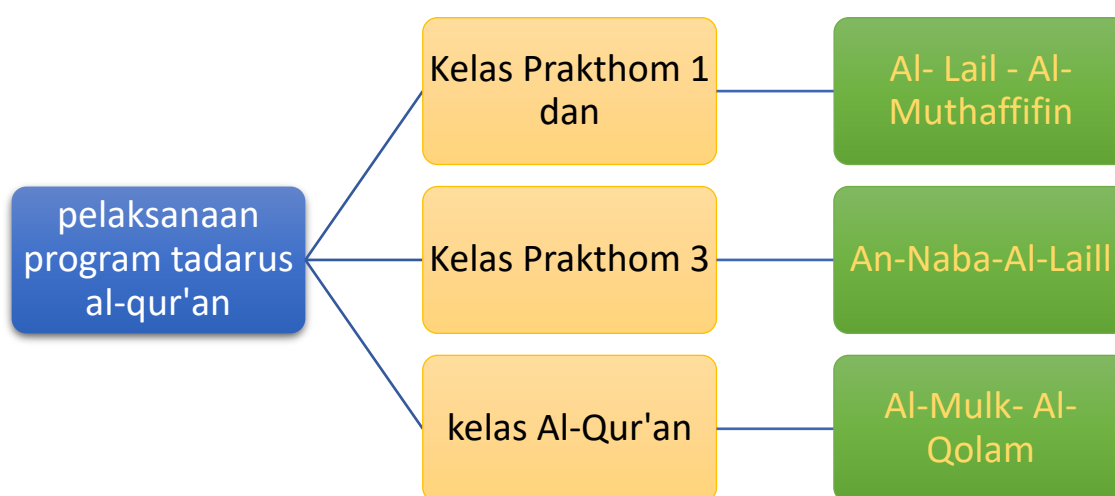 Kelas Prakthom 1
dan
Al- Lail - Al-
Muthaffifin
pelaksanaan
program tadarus
al-qur'an
Kelas Prakthom 3
An-Naba-Al-Laill
kelas Al-Qur'an
Al-Mulk- Al-
Qolam